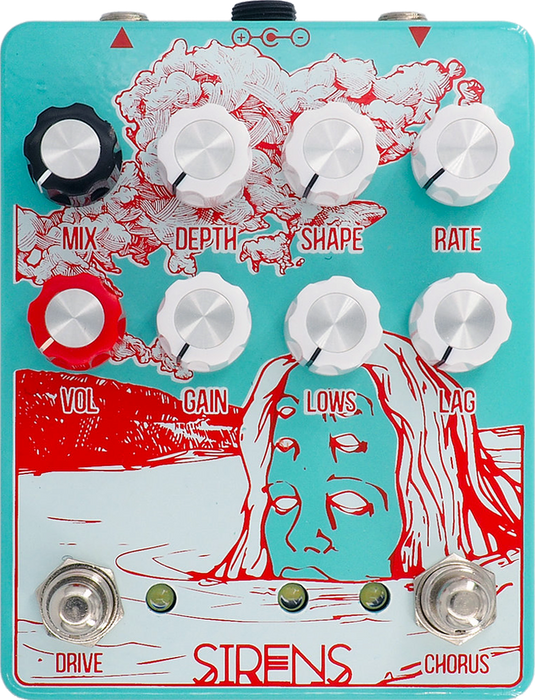 MIX DEPTH SHAPE RATE
VOL GAIN LOWS LAG
DRIVE SIRENS CHORUS